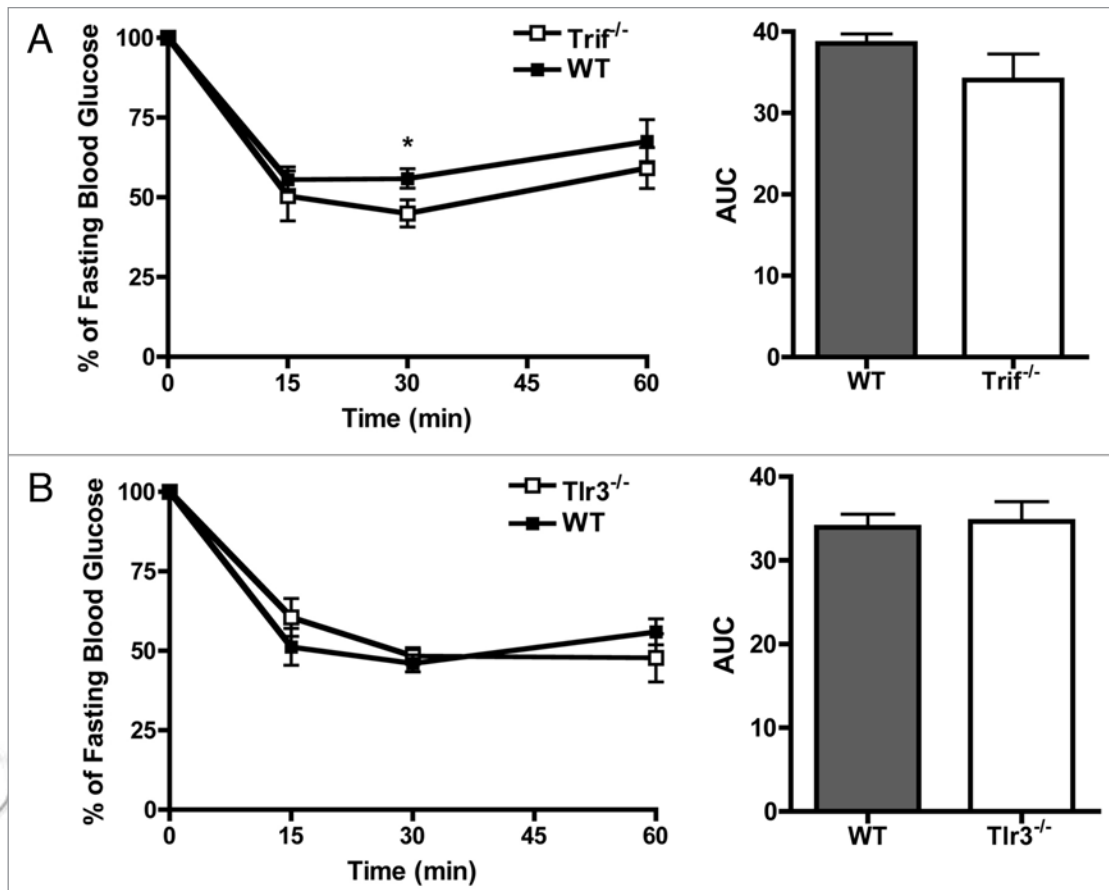 A
% of Fasting Blood Glucose
100
75
50
25
0
0 15 30 45 60
Time (min)
Trif-/-
WT
*
AUC
40
30
20
10
0
WT Trif-/-
B
% of Fasting Blood Glucose
100
75
50
25
0
0 15 30 45 60
Time (min)
Tlr3-/-
WT
AUC
40
30
20
10
0
WT Tlr3-/-